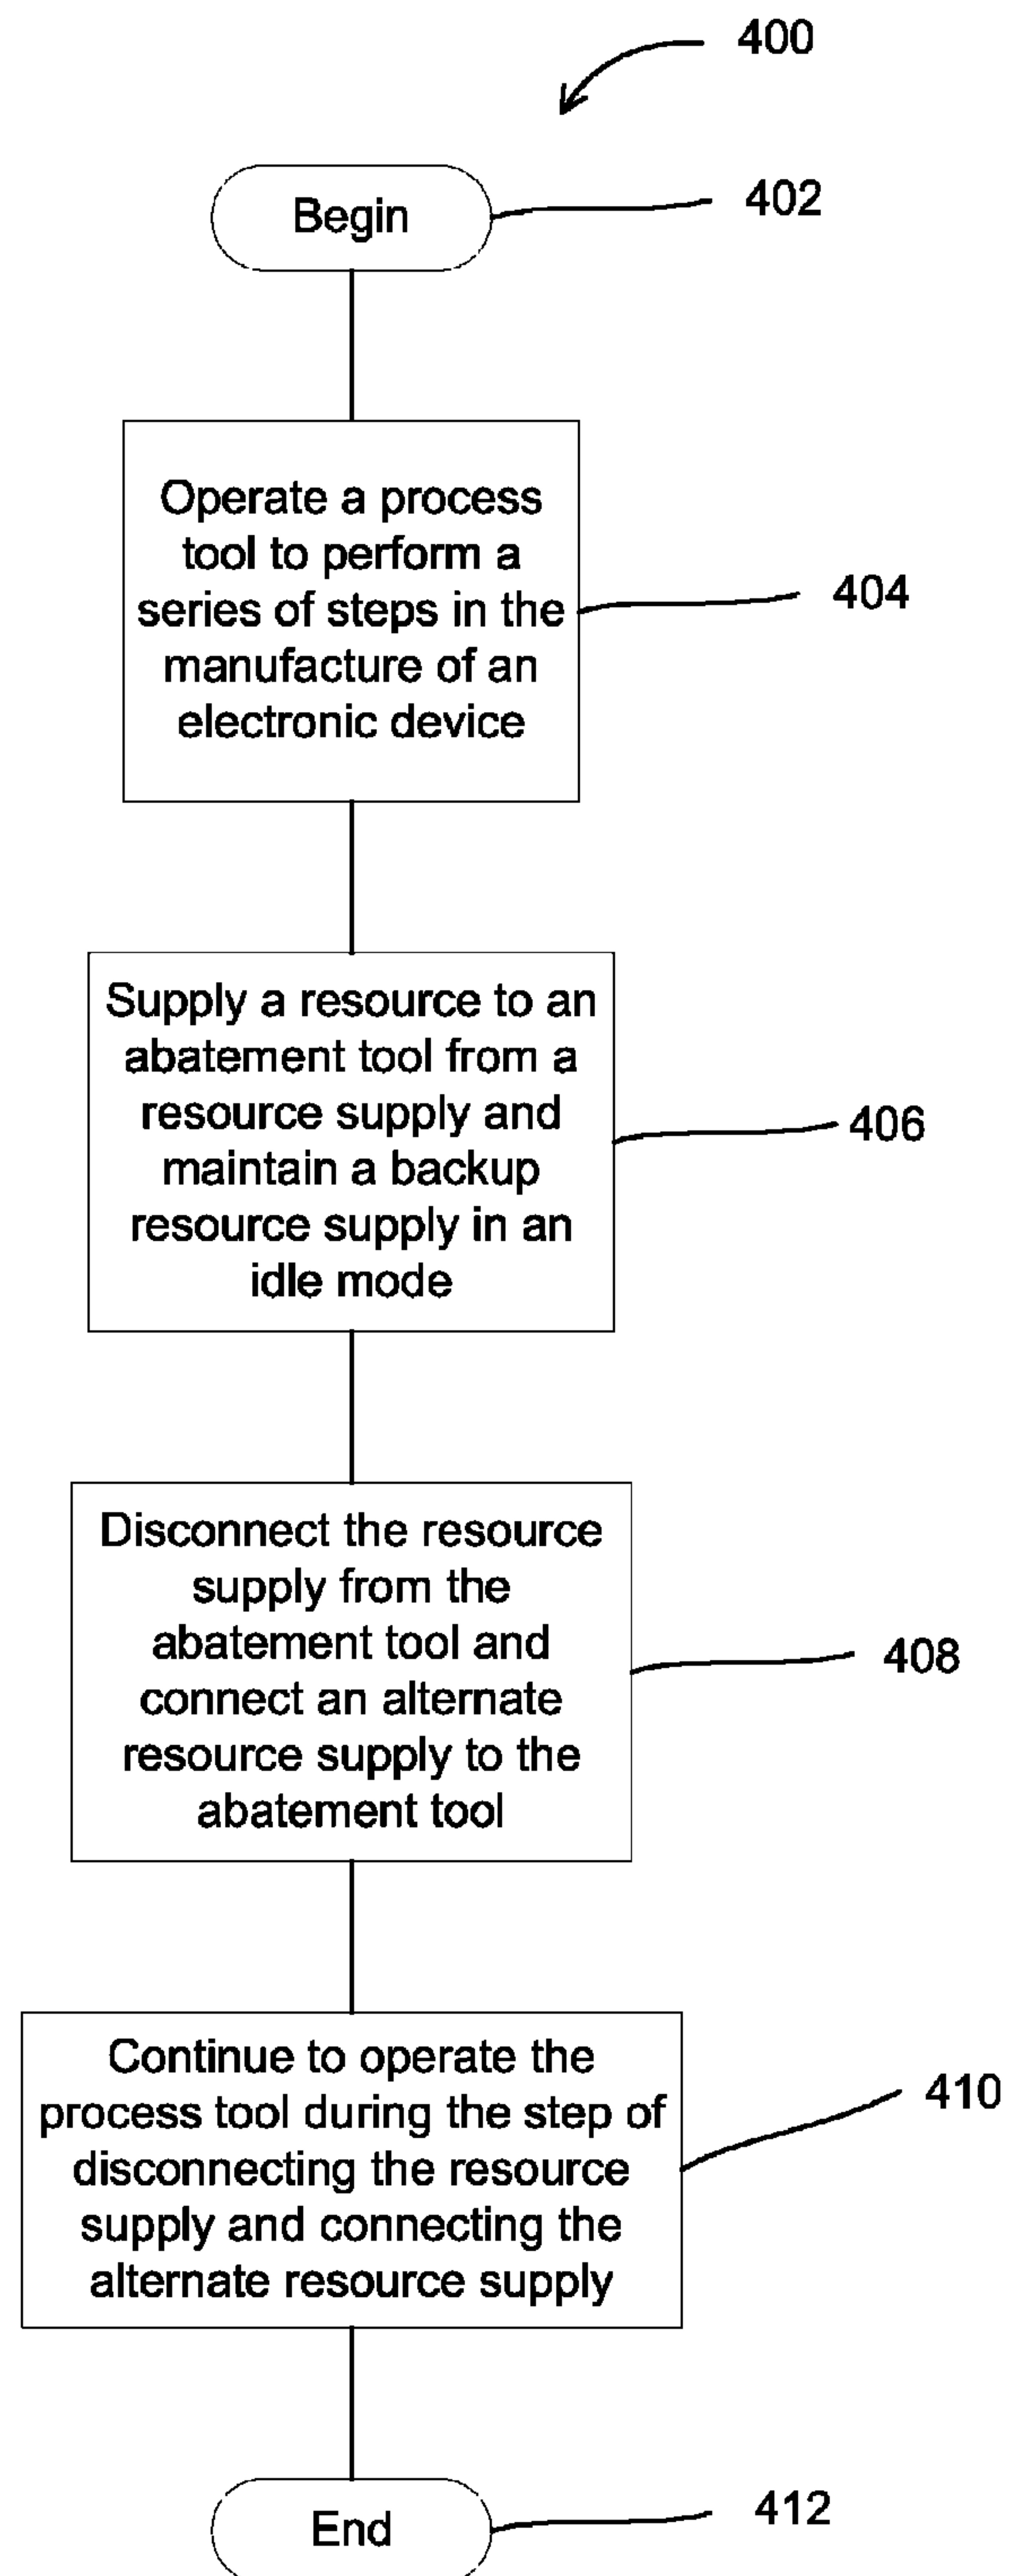 400
Begin
402
Operate a process
tool to perform a
series of steps in the
manufacture of an
electronic device
404
Supply a resource to an
abatement tool from a
resource supply and
maintain a backup
resource supply in an
idle mode
406
Disconnect the resource
supply from the
abatement tool and
connect an alternate
resource supply to the
abatement tool
408
Continue to operate the
process tool during the step of
disconnecting the resource
supply and connecting the
alternate resource supply
410
End
412